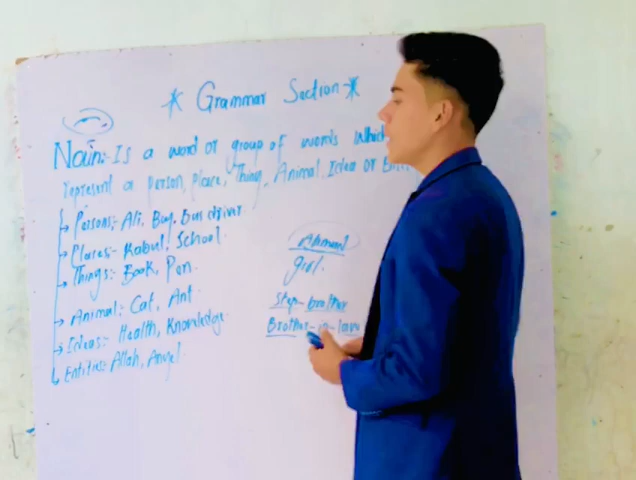 * Grammar Section *
Noun:- Is a word or group of words which
represent a person, place, Thing, Animal, Idea or
Persons:- Ali, Boy, Bus driver
Places:- Kabul, School
Things:- Book, Pen
Animal: Cat, Ant
Ideas: Health, Knowledge
Entities: Allah, Angel
girl.
Step-brother
Brother-in-law